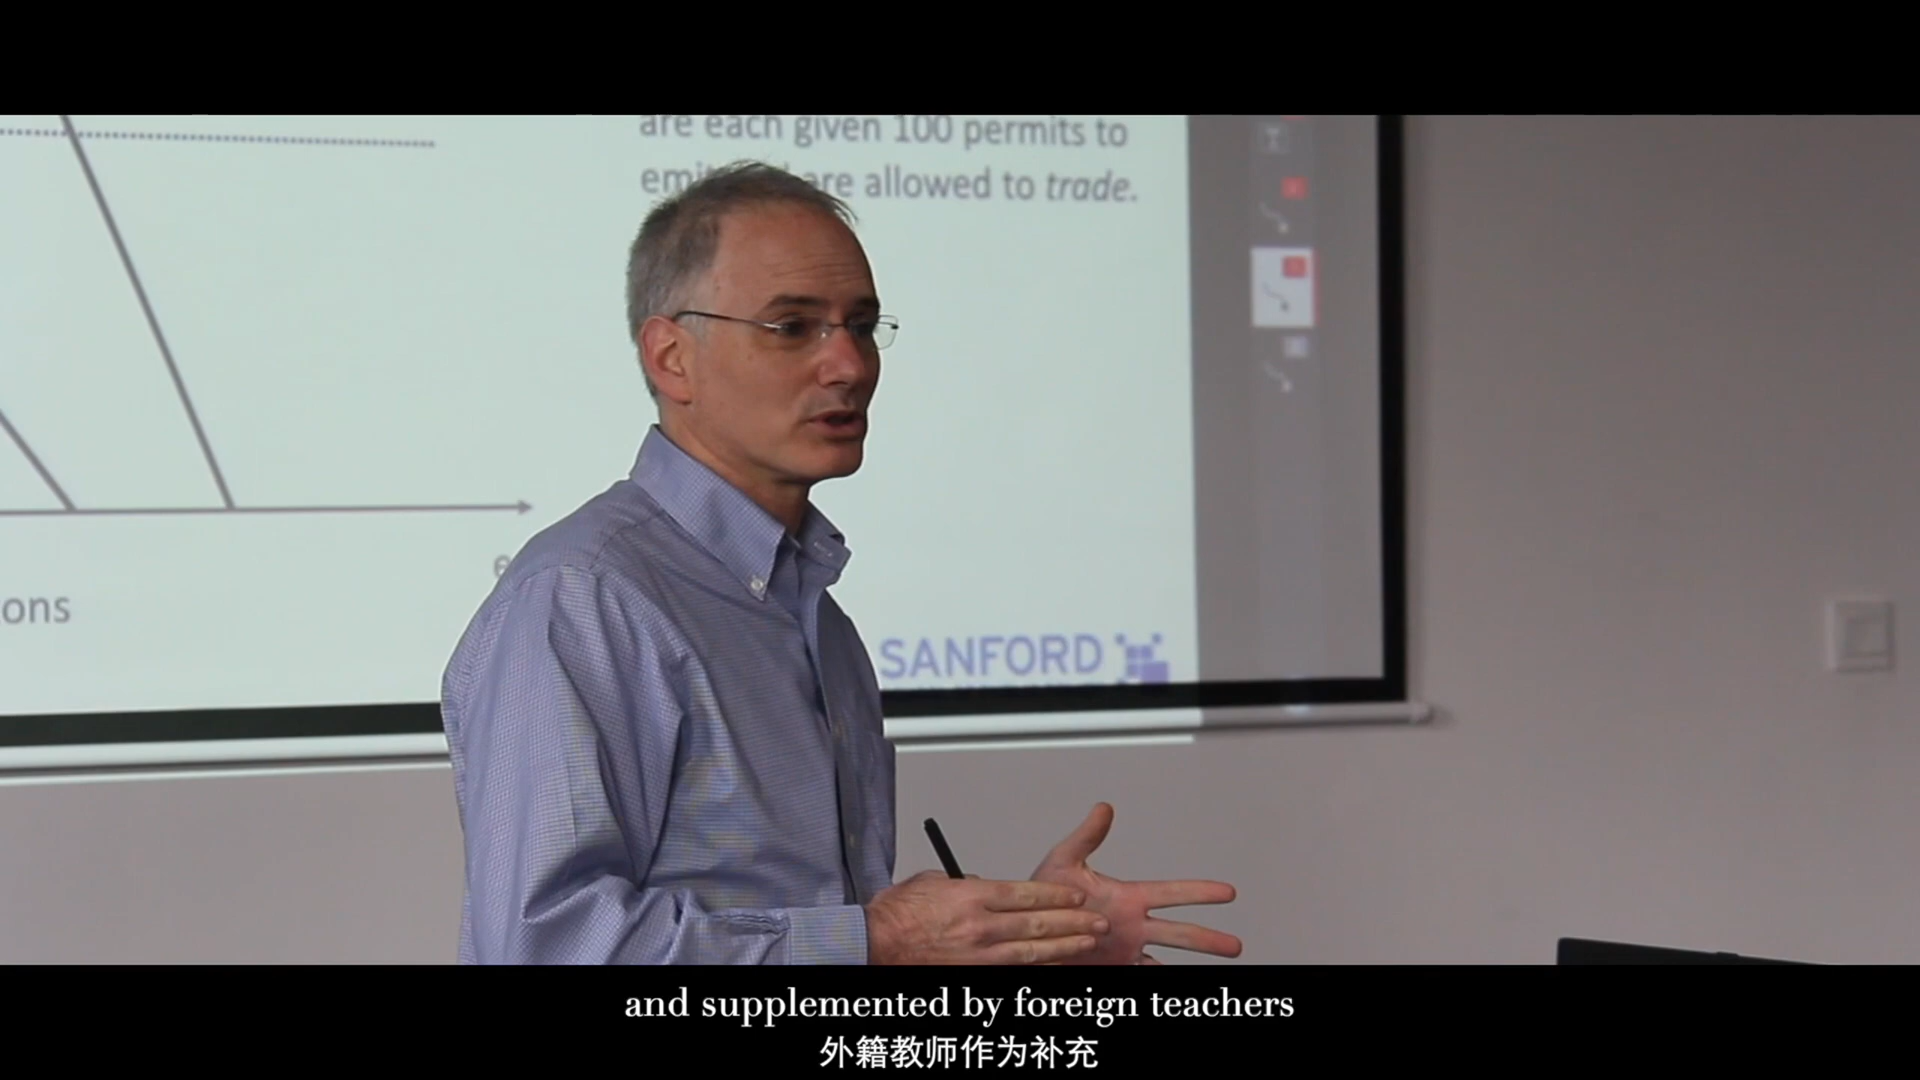 are each given 100 permits to
are allowed to trade.
SANFORD
and supplemented by foreign teachers
外籍教师作为补充